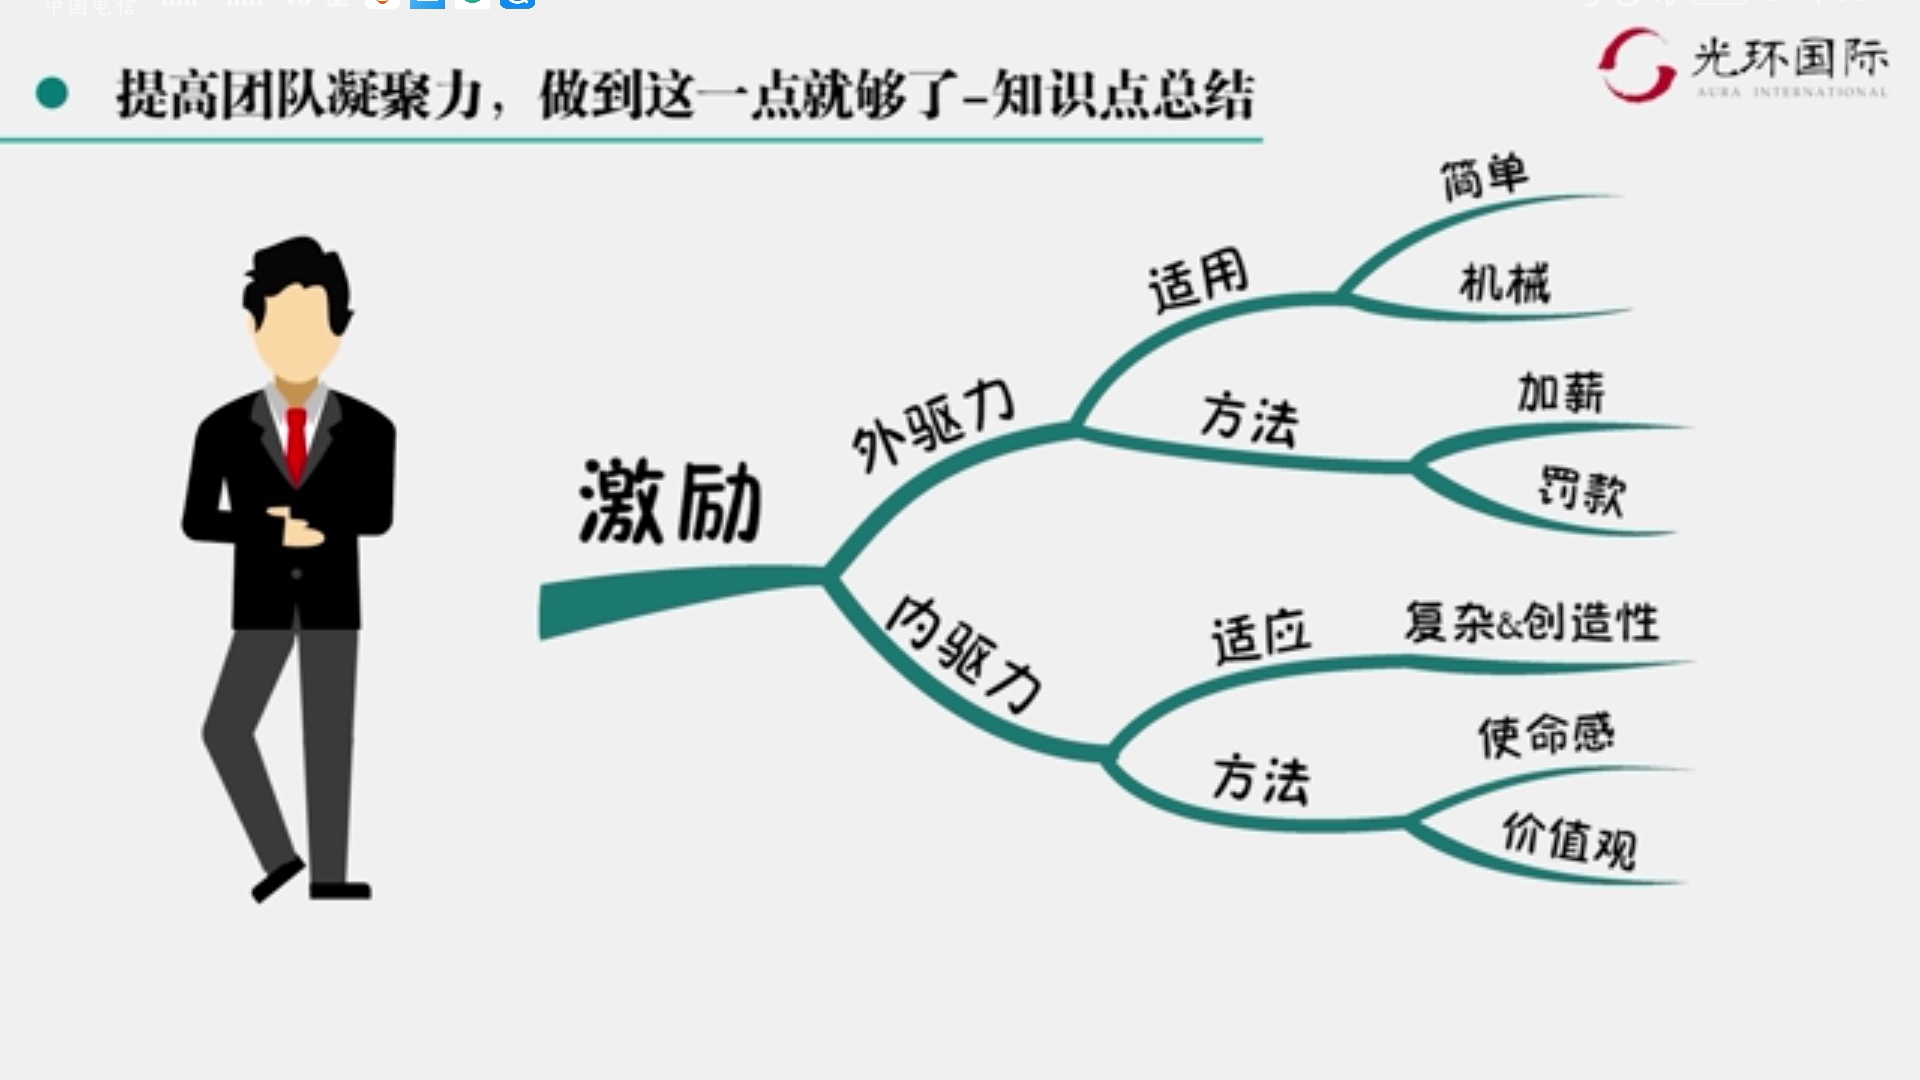 中国电信
提高团队凝聚力，做到这一点就够了-知识点总结
光环国际
AURA INTERNATIONAL
激励
外驱力
适用
简单
机械
方法
加薪
罚款
内驱力
适应
复杂&创造性
方法
使命感
价值观